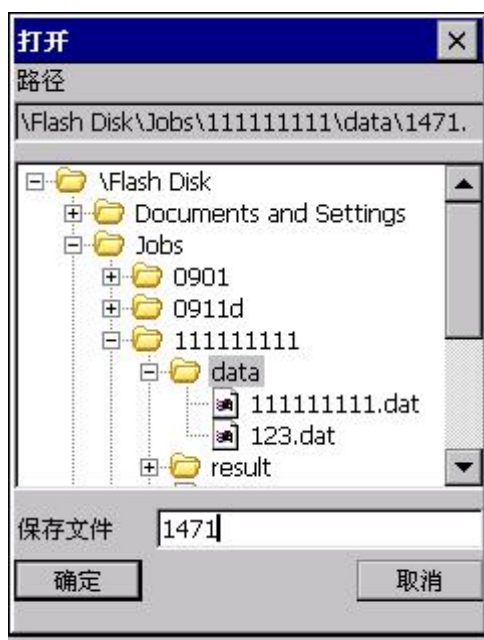 打开
路径
\Flash Disk\Jobs\111111111\data\1471.
\Flash Disk
Documents and Settings
Jobs
0901
0911d
111111111
data
111111111.dat
123.dat
result
保存文件 1471
确定 取消